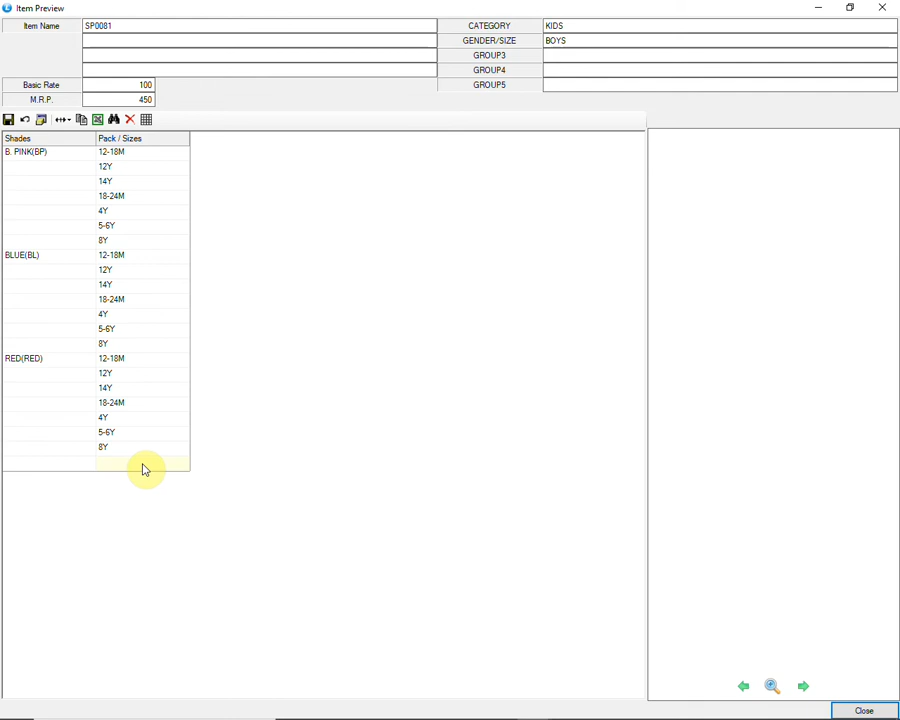 Item Preview
Item Name SP0081 CATEGORY KIDS
GENDER/SIZE BOYS
GROUP3
GROUP4
Basic Rate 100 GROUP5
M.R.P. 450
Shades Pack / Sizes
B. PINK(BP) 12-18M
12Y
14Y
18-24M
4Y
5-6Y
8Y
BLUE(BL) 12-18M
12Y
14Y
18-24M
4Y
5-6Y
8Y
RED(RED) 12-18M
12Y
14Y
18-24M
4Y
5-6Y
8Y
Close